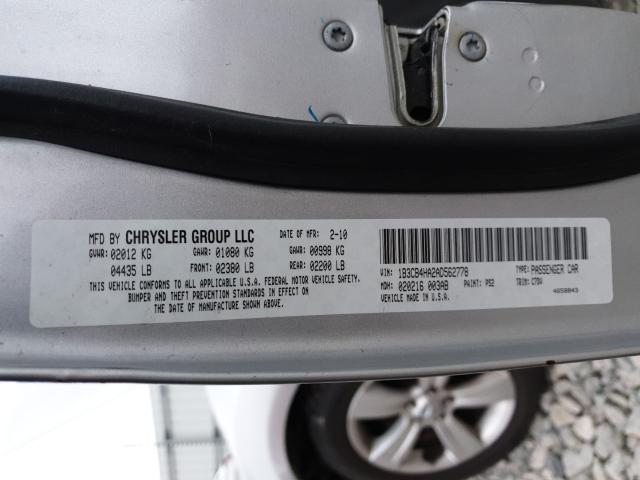 MFD BY CHRYSLER GROUP LLC DATE OF MFR: 2-10
GVWR: 02012 KG GAWR: 01080 KG GAWR: 00998 KG
04435 LB FRONT: 02380 LB REAR: 02200 LB
THIS VEHICLE CONFORMS TO ALL APPLICABLE U.S.A. FEDERAL MOTOR VEHICLE SAFETY,
BUMPER AND THEFT PREVENTION STANDARDS IN EFFECT ON
THE DATE OF MANUFACTURE SHOWN ABOVE.
VIN: 1B3CB4HA2AD562778 TYPE: PASSENGER CAR
MDH: 020216 003AB PAINT: PS2 TRIM: C7DV
MADE IN U.S.A. 4658843